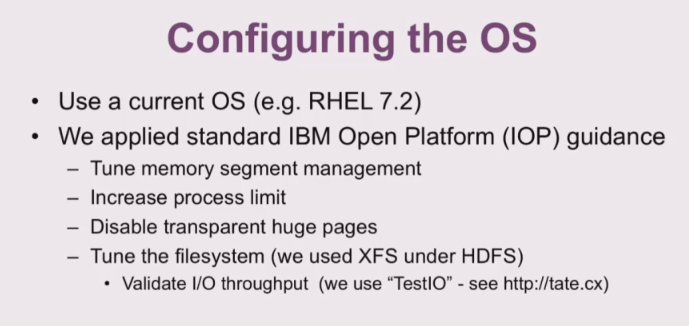 Configuring the OS
• Use a current OS (e.g. RHEL 7.2)
• We applied standard IBM Open Platform (IOP) guidance
– Tune memory segment management
– Increase process limit
– Disable transparent huge pages
– Tune the filesystem (we used XFS under HDFS)
• Validate I/O throughput (we use “TestIO” - see http://tate.cx)